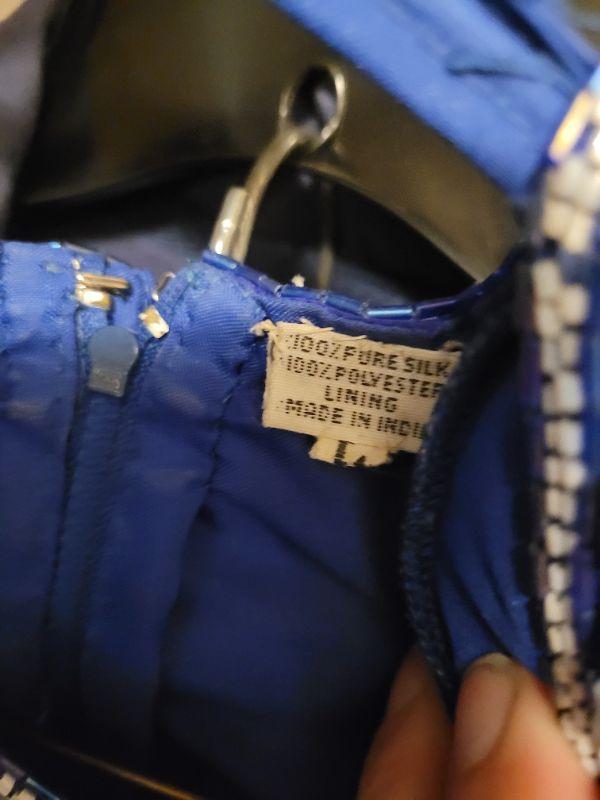 100% PURE SILK
100% POLYESTER
LINING
MADE IN INDIA